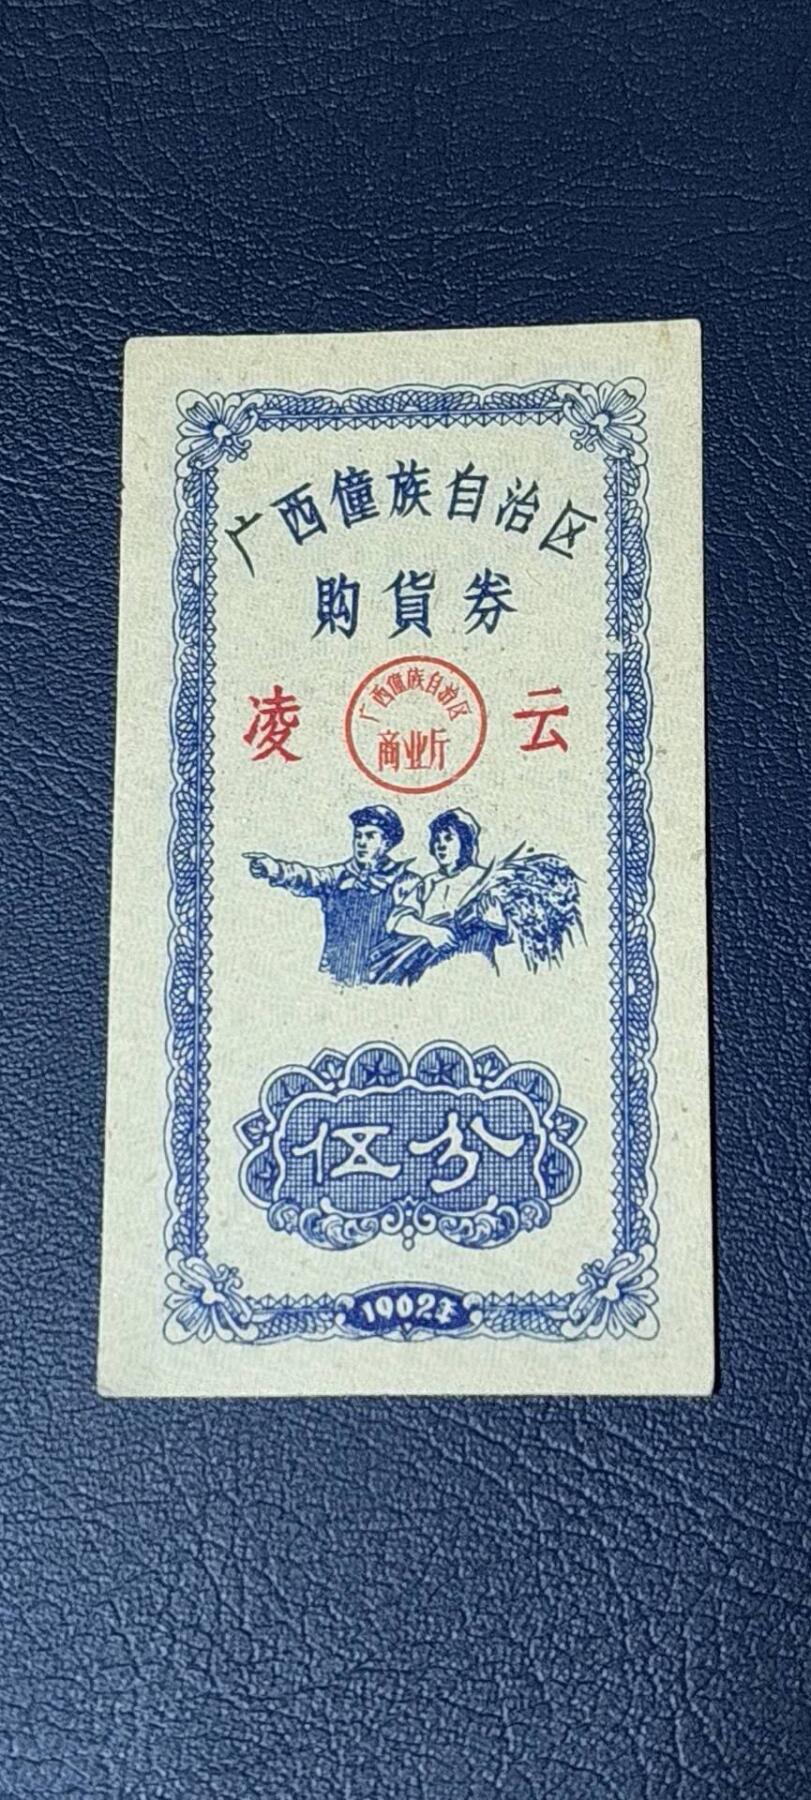 广西僮族自治区
购貨券
凌 云
广西僮族自治区
商业厅
伍分
1962年